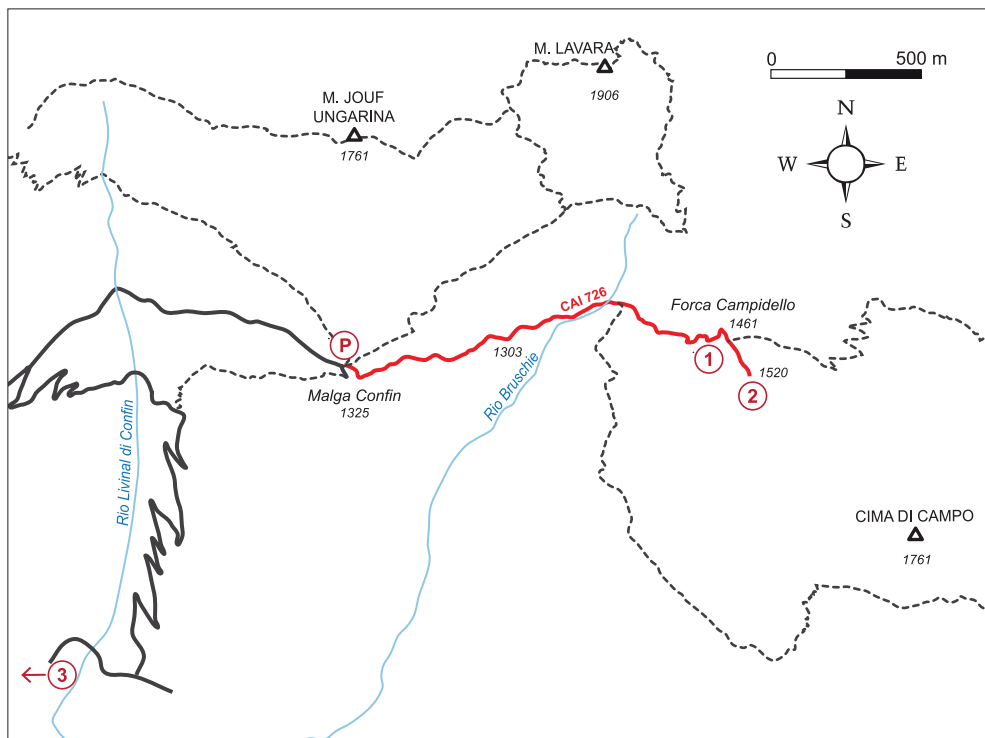 M. LAVARA
1906
0 500 m
M. JOUF
UNGARINA
1761
N
W E
S
CAI 726
Forca Campidello
1461
P
1303
1
1520
2
Malga Confin
1325
Rio Bruschie
Rio Livinal di Confin
CIMA DI CAMPO
1761
3